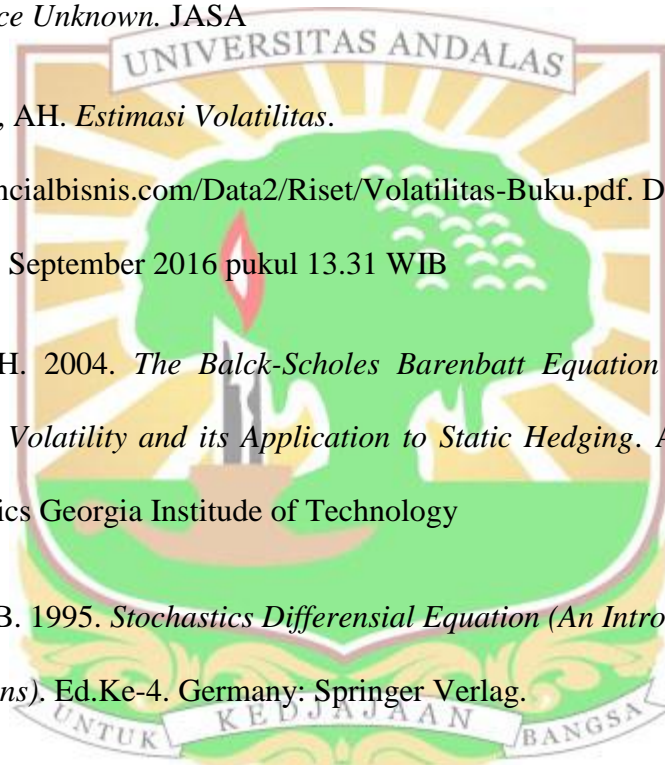 ce Unknown. JASA
UNIVERSITAS ANDALAS
, AH. Estimasi Volatilitas.
ncialbisnis.com/Data2/Riset/Volatilitas-Buku.pdf. D
September 2016 pukul 13.31 WIB
H. 2004. The Balck-Scholes Barenbatt Equation
Volatility and its Application to Static Hedging. A
ics Georgia Institude of Technology
B. 1995. Stochastics Differensial Equation (An Intro
ns). Ed.Ke-4. Germany: Springer Verlag.
UNTUK KEDJAJAAN BANGSA